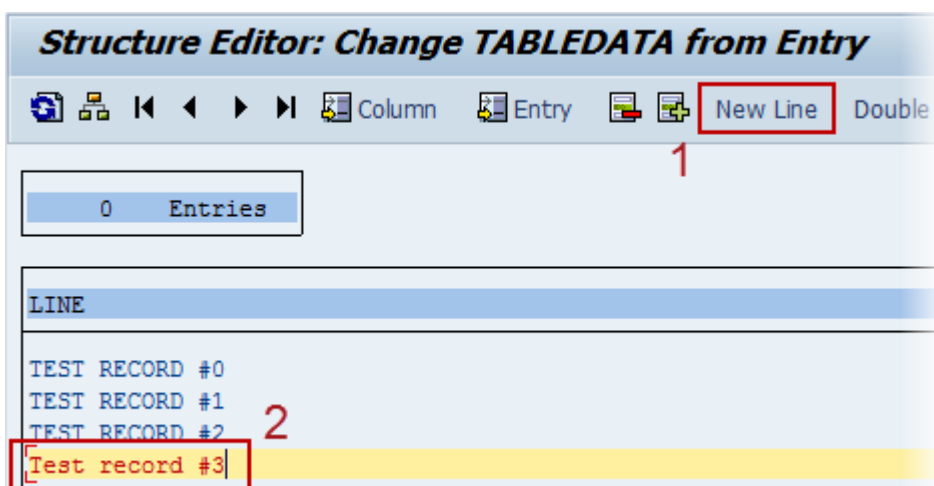 Structure Editor: Change TABLEDATA from Entry
Column Entry New Line Double
1
0 Entries
LINE
TEST RECORD #0
TEST RECORD #1
TEST RECORD #2
2
Test record #3